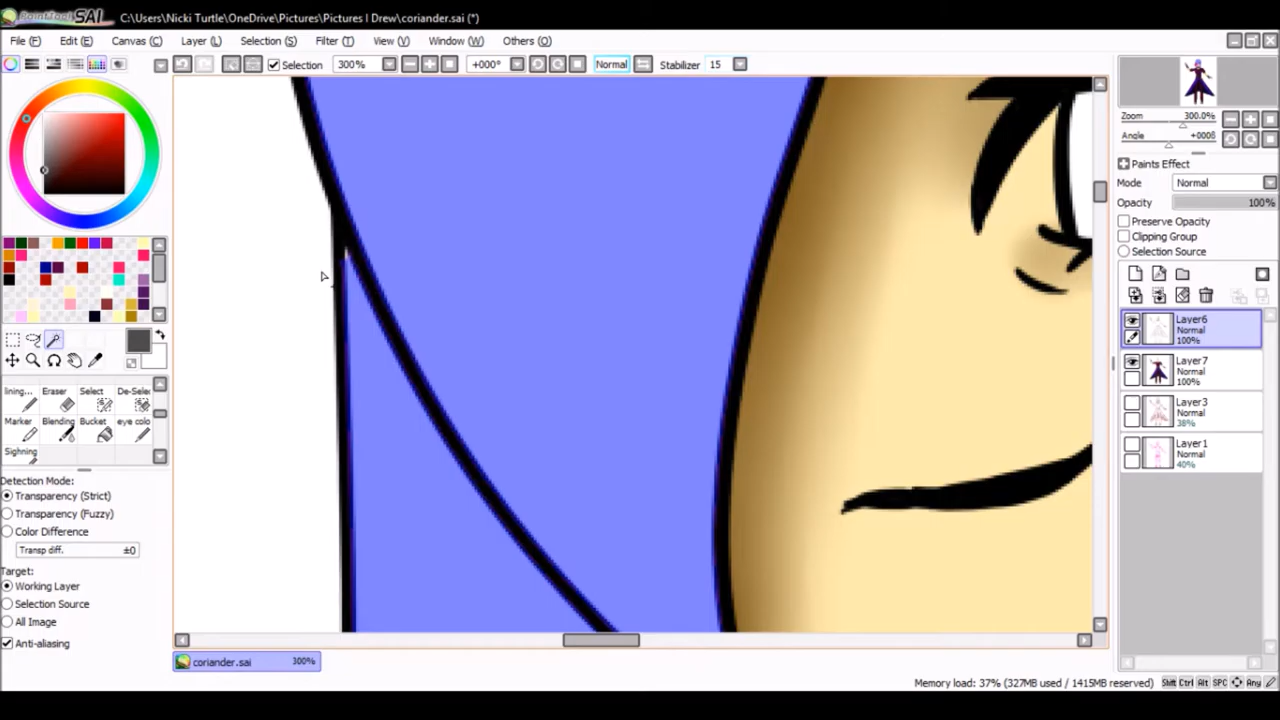 PaintTool SAI C:\Users\Nicki Turtle\OneDrive\Pictures\Pictures I Drew\coriander.sai (*)
File (F) Edit (E) Canvas (C) Layer (L) Selection (S) Filter (T) View (V) Window (W) Others (O)
Selection 300% +000° Normal Stabilizer 15
Zoom 300.0%
Angle +000δ
Paints Effect
Mode Normal
Opacity 100%
Preserve Opacity
Clipping Group
Selection Source
Layer6
Normal
100%
Layer7
Normal
100%
Layer3
Normal
38%
Layer1
Normal
40%
lining... Eraser Select De-Selec
Marker Blending Bucket eye colo
Sighning
Detection Mode:
Transparency (Strict)
Transparency (Fuzzy)
Color Difference
Transp diff. ±0
Target:
Working Layer
Selection Source
All Image
Anti-aliasing
coriander.sai 300%
Memory load: 37% (327MB used / 1415MB reserved) Shift Ctrl Alt SPC Any